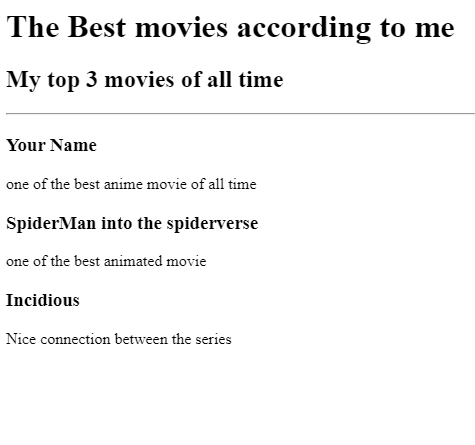 The Best movies according to me
My top 3 movies of all time
Your Name
one of the best anime movie of all time
SpiderMan into the spiderverse
one of the best animated movie
Incidious
Nice connection between the series